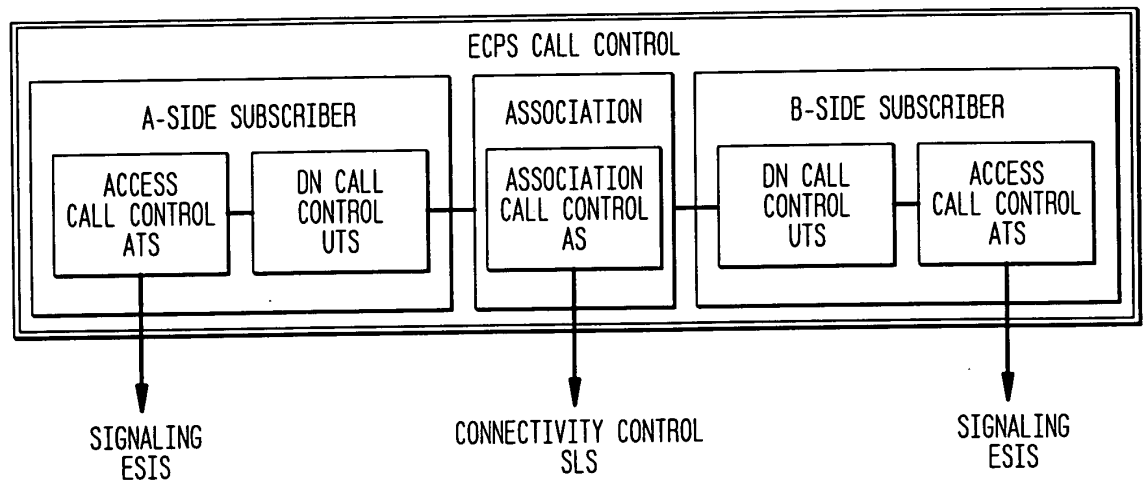 ECPS CALL CONTROL
A-SIDE SUBSCRIBER
ACCESS
CALL CONTROL
ATS
DN CALL
CONTROL
UTS
ASSOCIATION
ASSOCIATION
CALL CONTROL
AS
B-SIDE SUBSCRIBER
DN CALL
CONTROL
UTS
ACCESS
CALL CONTROL
ATS
SIGNALING
ESIS
CONNECTIVITY CONTROL
SLS
SIGNALING
ESIS